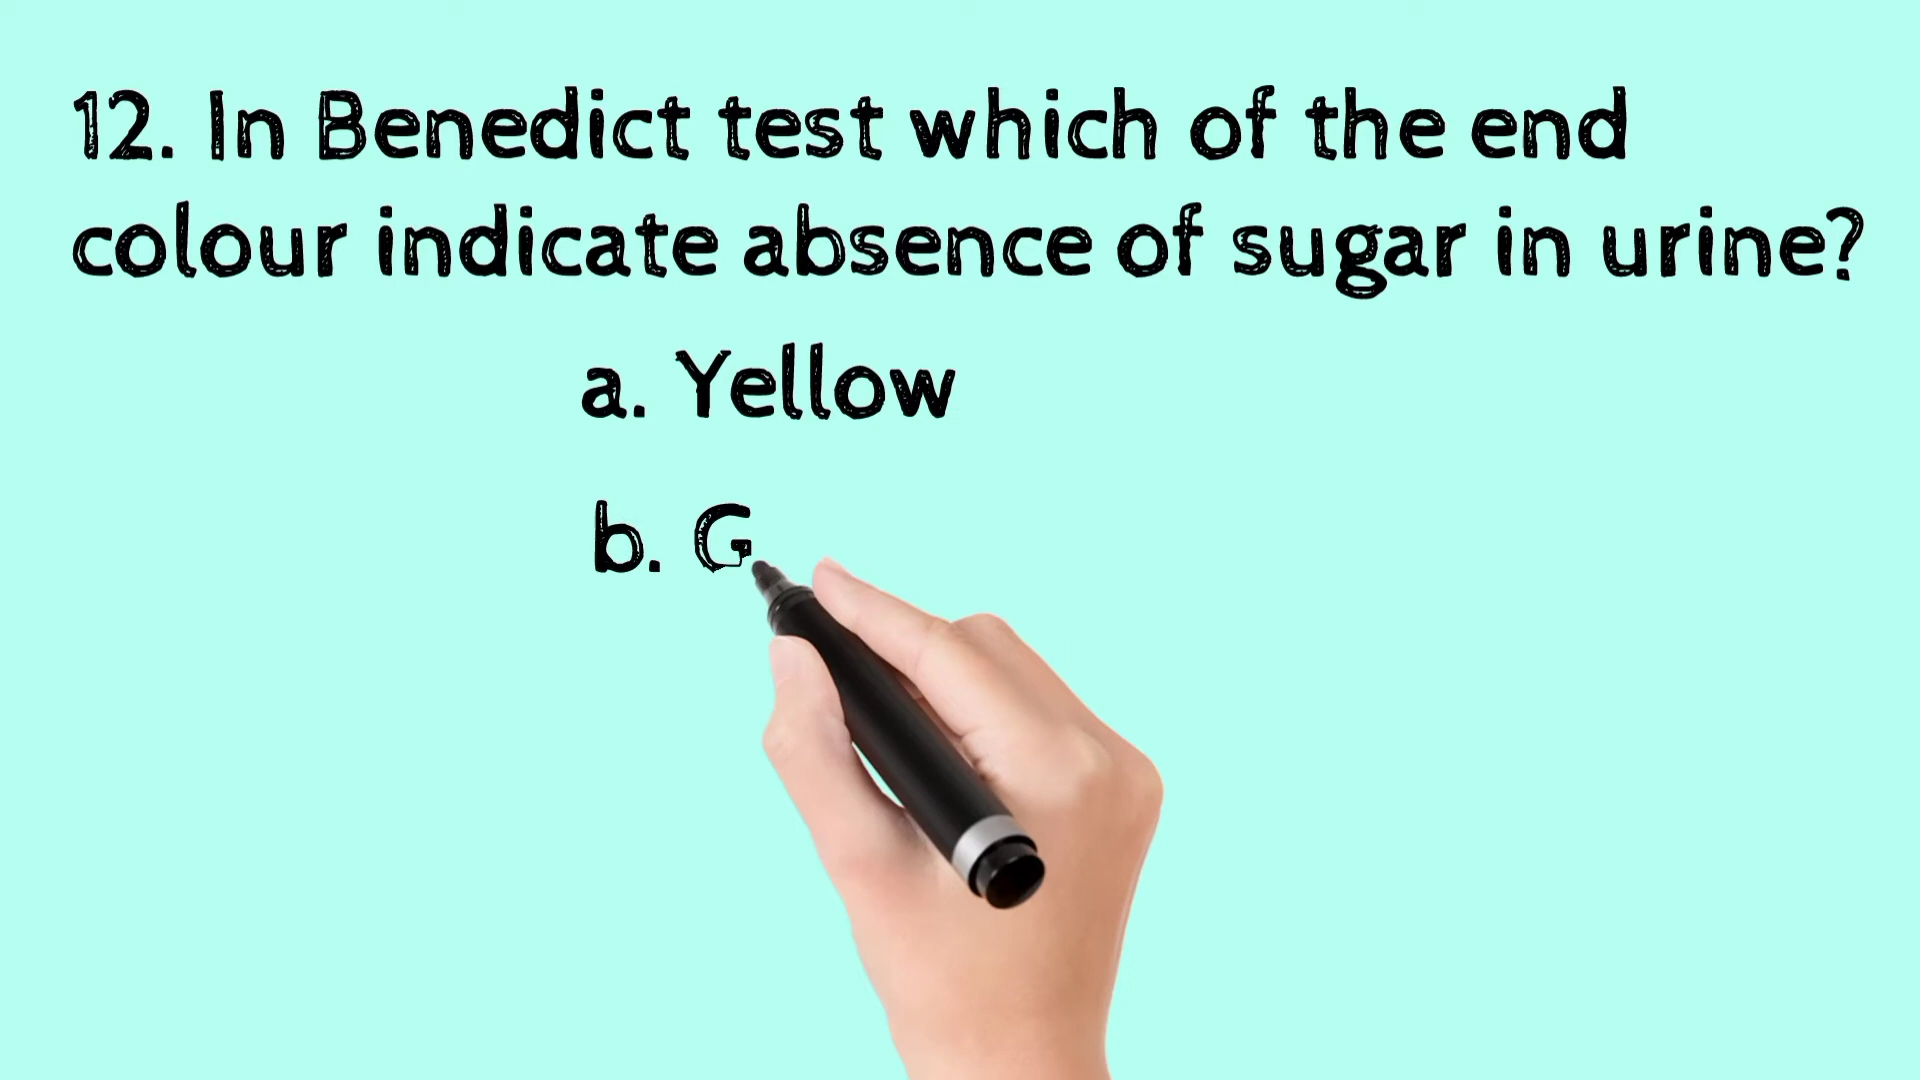 12. In Benedict test which of the end
colour indicate absence of sugar in urine?
a. Yellow
b. G